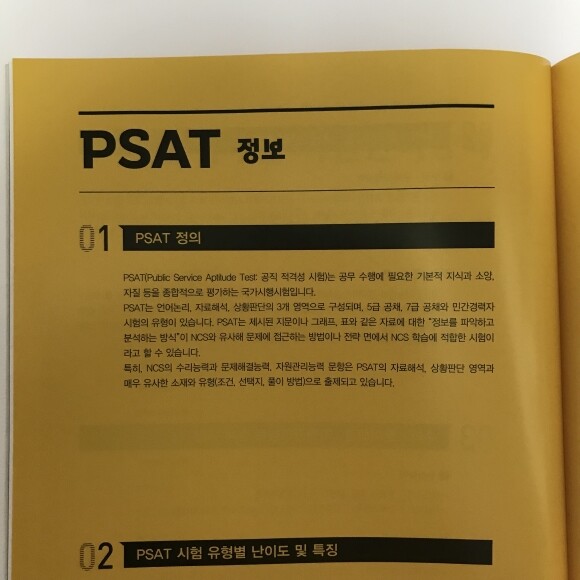 PSAT 정보
01 PSAT 정의
PSAT(Public Service Aptitude Test: 공직 적격성 시험)는 공무 수행에 필요한 기본적 지식과 소양,
자질 등을 종합적으로 평가하는 국가시행시험입니다.
PSAT는 언어논리, 자료해석, 상황판단의 3개 영역으로 구성되며, 5급 공채, 7급 공채와 민간경력자
시험의 유형이 있습니다. PSAT는 제시된 지문이나 그래프, 표와 같은 자료에 대한 "정보를 파악하고
분석하는 방식"이 NCS와 유사해 문제에 접근하는 방법이나 전략 면에서 NCS 학습에 적합한 시험이
라고 할 수 있습니다.
특히, NCS의 수리능력과 문제해결능력, 자원관리능력 문항은 PSAT의 자료해석, 상황판단 영역과
매우 유사한 소재와 유형(조건, 선택지, 풀이 방법)으로 출제되고 있습니다.
02 PSAT 시험 유형별 난이도 및 특징